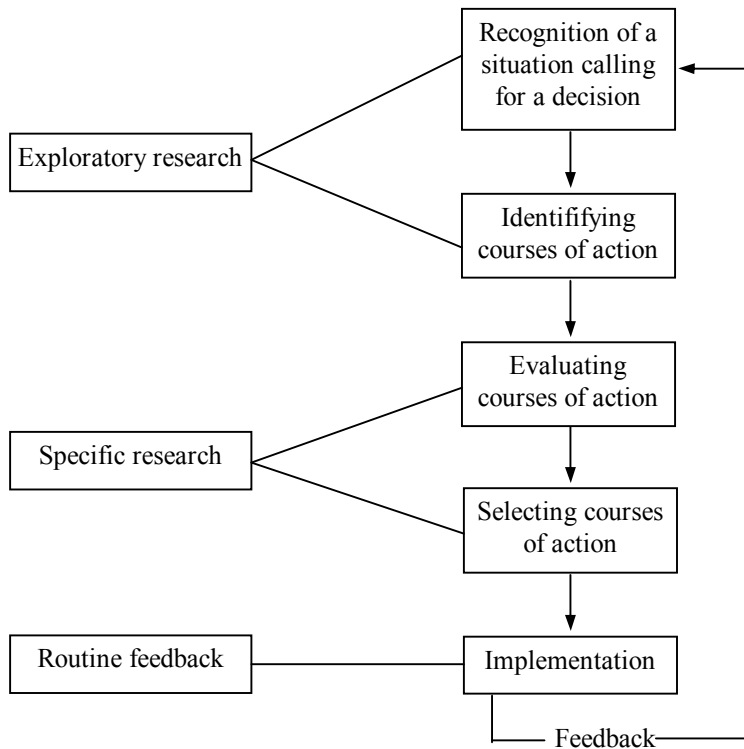 Recognition of a
situation calling
for a decision
Exploratory research
Identififying
courses of action
Evaluating
courses of action
Specific research
Selecting courses
of action
Routine feedback
Implementation
Feedback